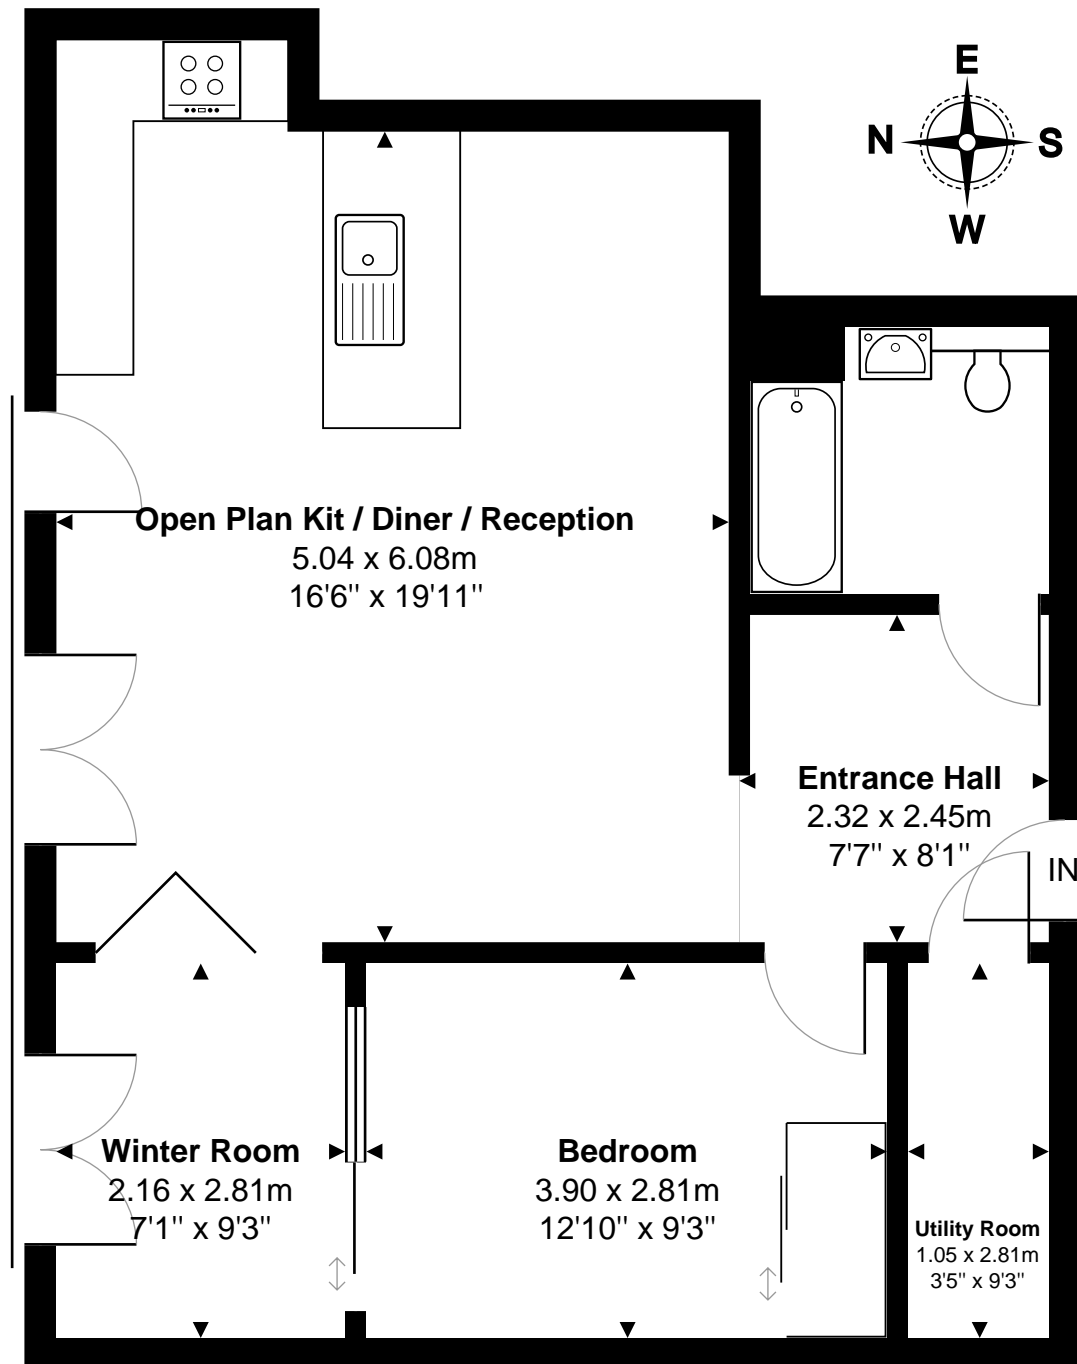 E
N
S
W
Open Plan Kit / Diner / Reception
5.04 x 6.08m
16'6" x 19'11"
Entrance Hall
2.32 x 2.45m
7'7" x 8'1"
IN
Winter Room
2.16 x 2.81m
7'1" x 9'3"
Bedroom
3.90 x 2.81m
12'10" x 9'3"
Utility Room
1.05 x 2.81m
3'5" x 9'3"